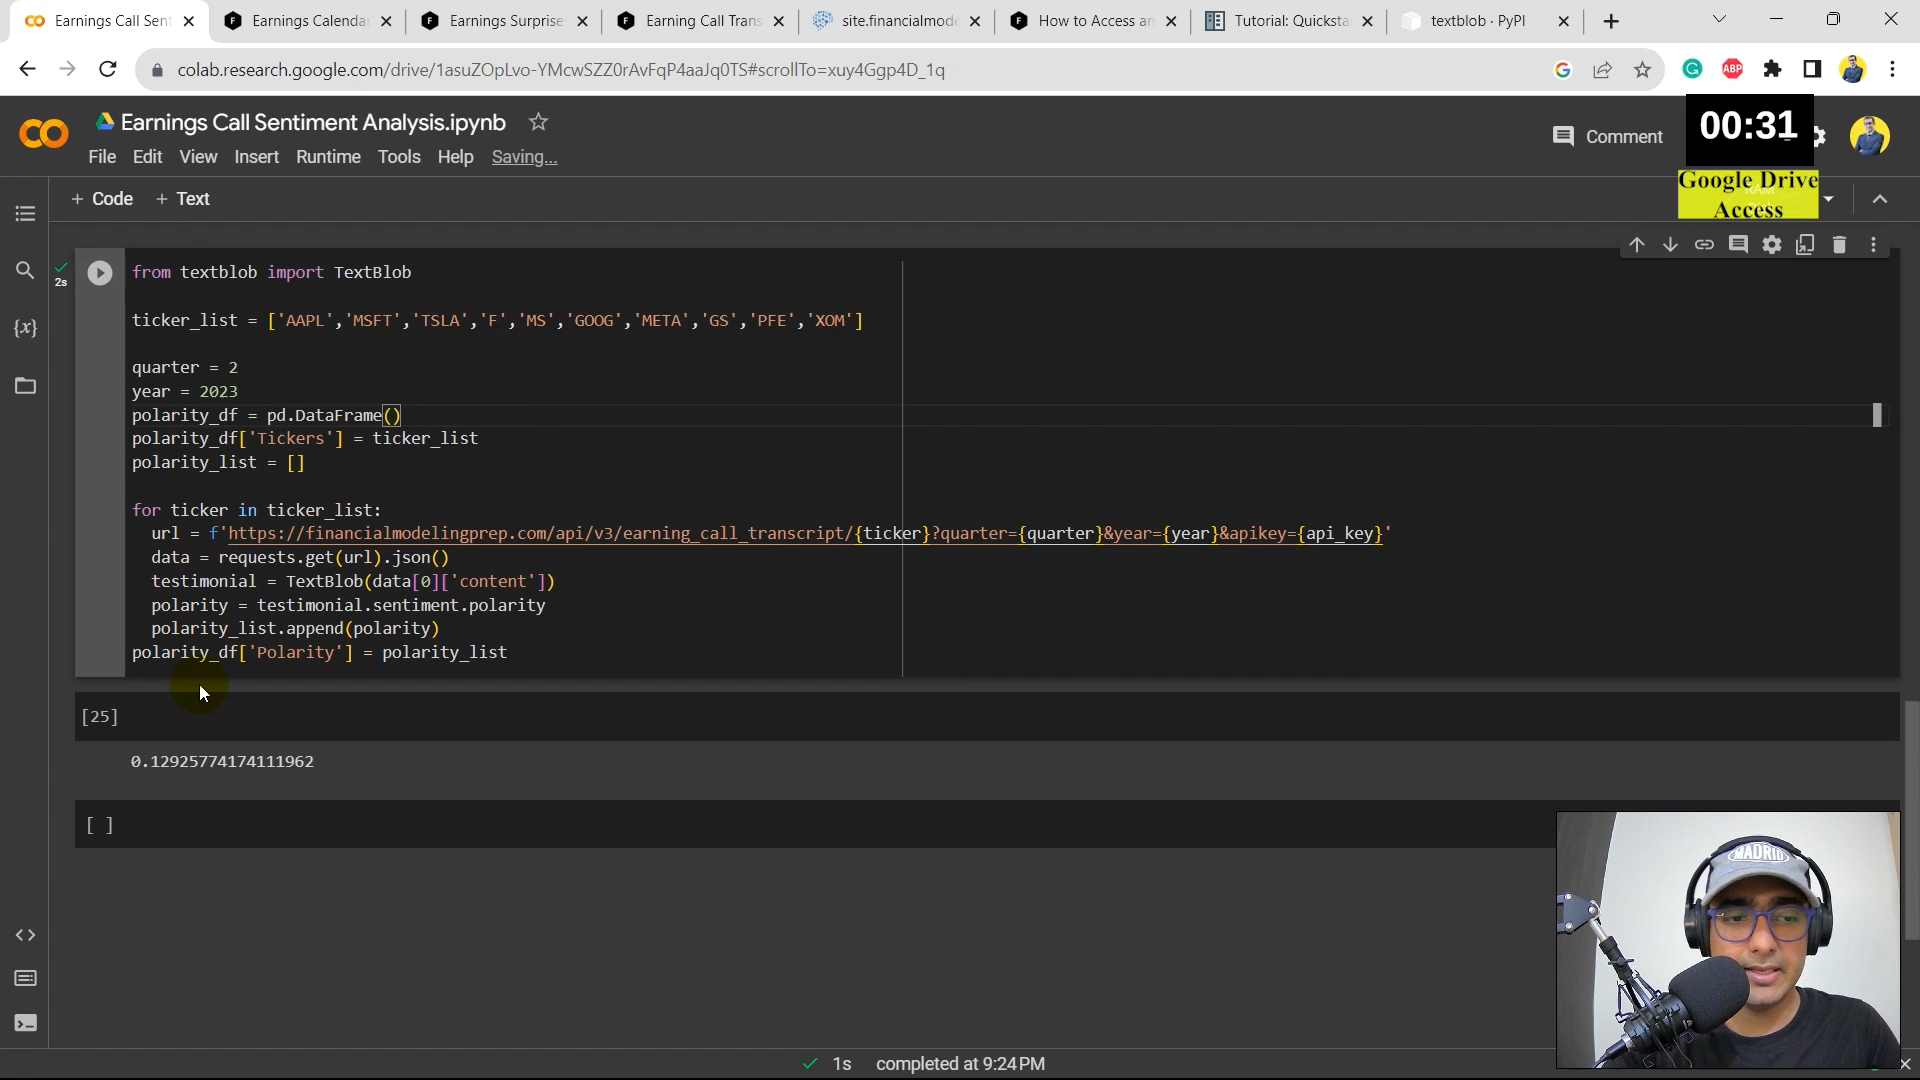 Earnings Call Sent
Earnings Calenda
Earnings Surprise
Earning Call Trans
site.financialmode
How to Access an
Tutorial: Quicksta
textblob · PyPI
colab.research.google.com/drive/1asuZOpLvo-YMcwSZZ0rAvFqP4aaJq0TS#scrollTo=xuy4Ggp4D_1q
ABP
CO
Earnings Call Sentiment Analysis.ipynb
File Edit View Insert Runtime Tools Help Saving...
Comment
00:31
+ Code + Text
Google Drive
Access
2s
from textblob import TextBlob
ticker_list = ['AAPL','MSFT','TSLA','F','MS','GOOG','META','GS','PFE','XOM']
quarter = 2
year = 2023
polarity_df = pd.DataFrame()
polarity_df['Tickers'] = ticker_list
polarity_list = []
for ticker in ticker_list:
url = f'https://financialmodelingprep.com/api/v3/earning_call_transcript/{ticker}?quarter={quarter}&year={year}&apikey={api_key}'
data = requests.get(url).json()
testimonial = TextBlob(data[0]['content'])
polarity = testimonial.sentiment.polarity
polarity_list.append(polarity)
polarity_df['Polarity'] = polarity_list
[25]
0.12925774174111962
[ ]
MADRID
1s completed at 9:24 PM